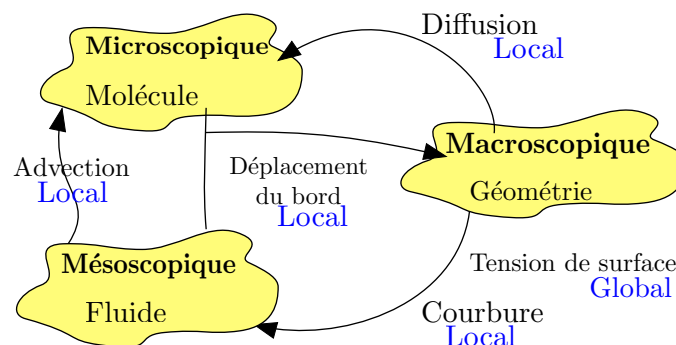 Diffusion
Local
Microscopique
Molécule
Macroscopique
Géométrie
Advection
Local
Déplacement
du bord
Local
Mésoscopique
Fluide
Tension de surface
Global
Courbure
Local